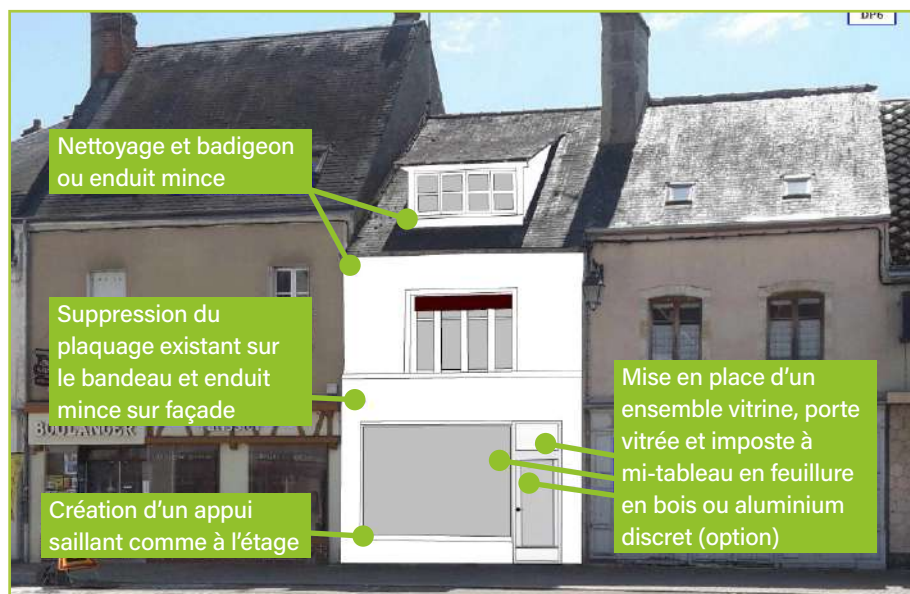 DP6
Nettoyage et badigeon
ou enduit mince
Suppression du
plaquage existant sur
le bandeau et enduit
mince sur façade
Mise en place d'un
ensemble vitrine, porte
vitrée et imposte à
mi-tableau en feuillure
en bois ou aluminium
discret (option)
BOULANGER
Création d'un appui
saillant comme à l'étage